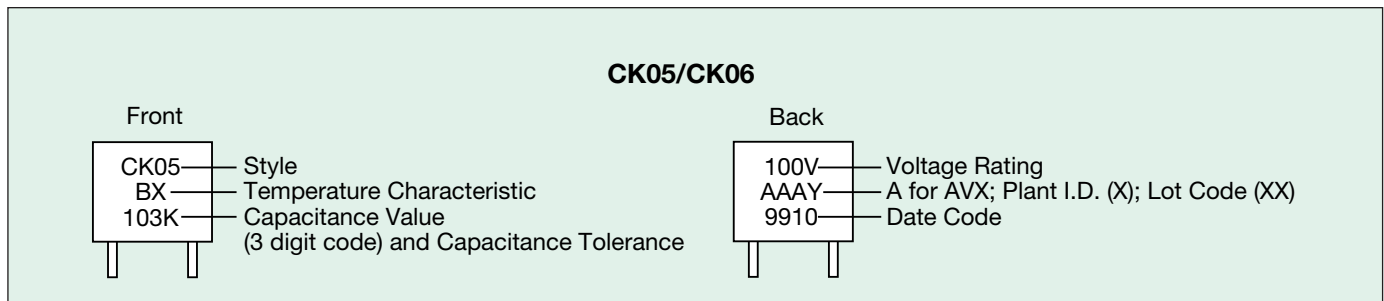 CK05/CK06
Front
CK05
Style
BX
Temperature Characteristic
103K
Capacitance Value
(3 digit code) and Capacitance Tolerance
Back
100V
Voltage Rating
AAAY
A for AVX; Plant I.D. (X); Lot Code (XX)
9910
Date Code